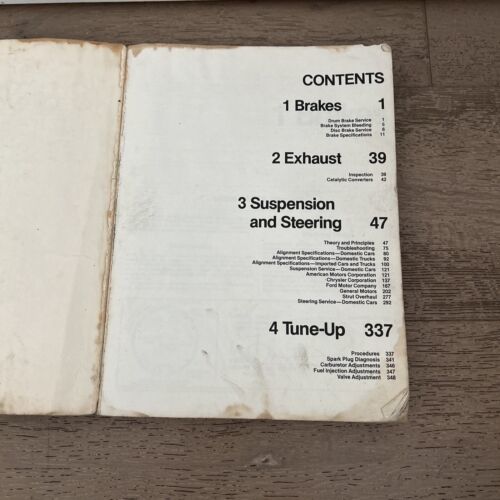 CONTENTS
1 Brakes 1
Drum Brake Service 1
Brake System Bleeding 5
Disc Brake Service 8
Brake Specifications 11
2 Exhaust 39
Inspection 39
Catalytic Converters 42
3 Suspension
and Steering 47
Theory and Principles 47
Troubleshooting 75
Alignment Specifications—Domestic Cars 80
Alignment Specifications—Domestic Trucks 92
Alignment Specifications—Imported Cars and Trucks 100
Suspension Service—Domestic Cars 121
American Motors Corporation 121
Chrysler Corporation 137
Ford Motor Company 167
General Motors 202
Strut Overhaul 277
Steering Service—Domestic Cars 292
4 Tune-Up 337
Procedures 337
Spark Plug Diagnosis 341
Carburetor Adjustments 346
Fuel Injection Adjustments 347
Valve Adjustment 348